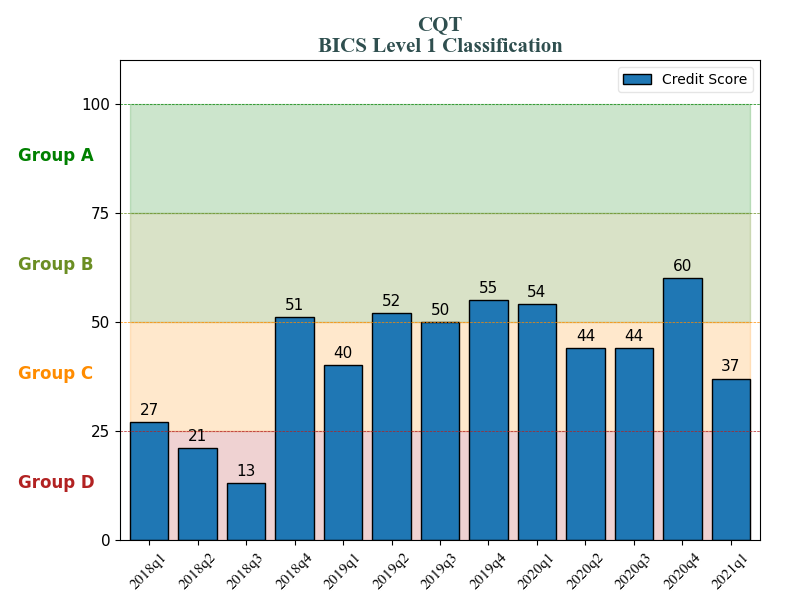 CQT
BICS Level 1 Classification
Credit Score
100
Group A
75
Group B
60
55
54
52
51
50
50
44
44
40
Group C
37
27
25
21
13
Group D
0
2018q1
2018q2
2018q3
2018q4
2019q1
2019q2
2019q3
2019q4
2020q1
2020q2
2020q3
2020q4
2021q1